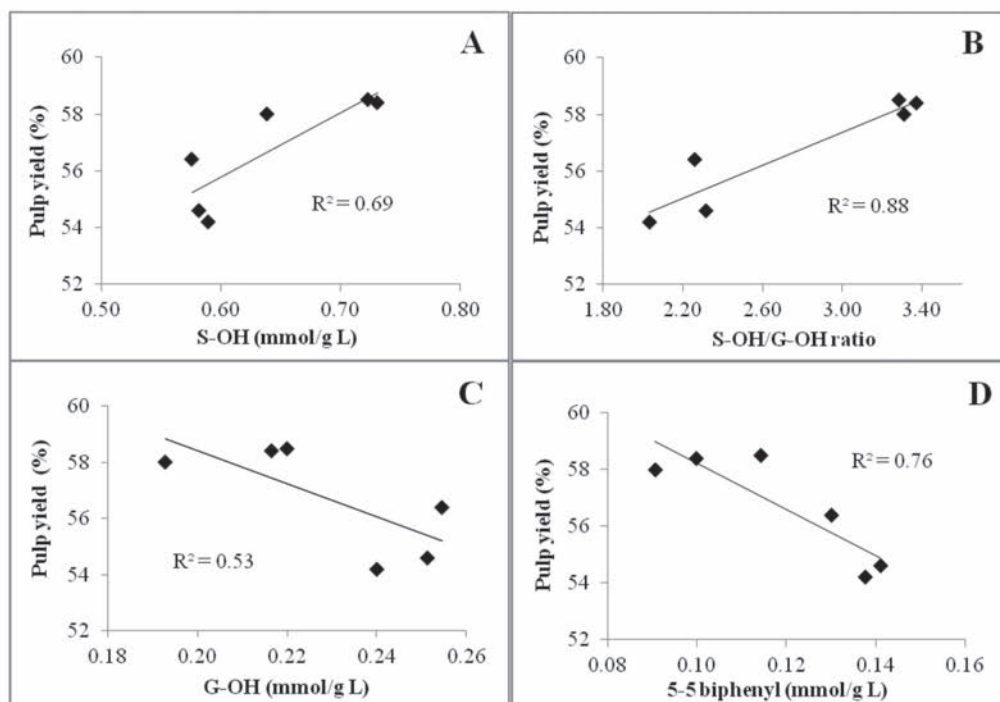 A
60
58
56
54
52
Pulp yield (%)
R² = 0.69
0.50 0.60 0.70 0.80
S-OH (mmol/g L)
B
60
58
56
54
52
Pulp yield (%)
R² = 0.88
1.80 2.20 2.60 3.00 3.40
S-OH/G-OH ratio
C
60
58
56
54
52
Pulp yield (%)
R² = 0.53
0.18 0.20 0.22 0.24 0.26
G-OH (mmol/g L)
D
60
58
56
54
52
Pulp yield (%)
R² = 0.76
0.08 0.10 0.12 0.14 0.16
5-5 biphenyl (mmol/g L)